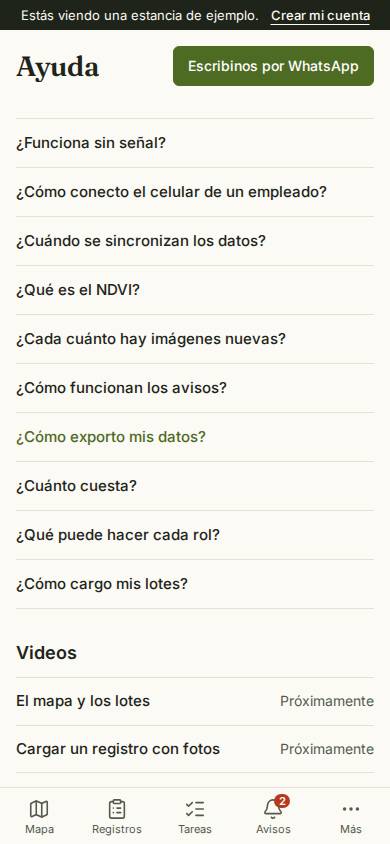 Estás viendo una estancia de ejemplo. Crear mi cuenta
Ayuda
Escribinos por WhatsApp
¿Funciona sin señal?
¿Cómo conecto el celular de un empleado?
¿Cuándo se sincronizan los datos?
¿Qué es el NDVI?
¿Cada cuánto hay imágenes nuevas?
¿Cómo funcionan los avisos?
¿Cómo exporto mis datos?
¿Cuánto cuesta?
¿Qué puede hacer cada rol?
¿Cómo cargo mis lotes?
Videos
El mapa y los lotes Próximamente
Cargar un registro con fotos Próximamente
2
Mapa Registros Tareas Avisos Más